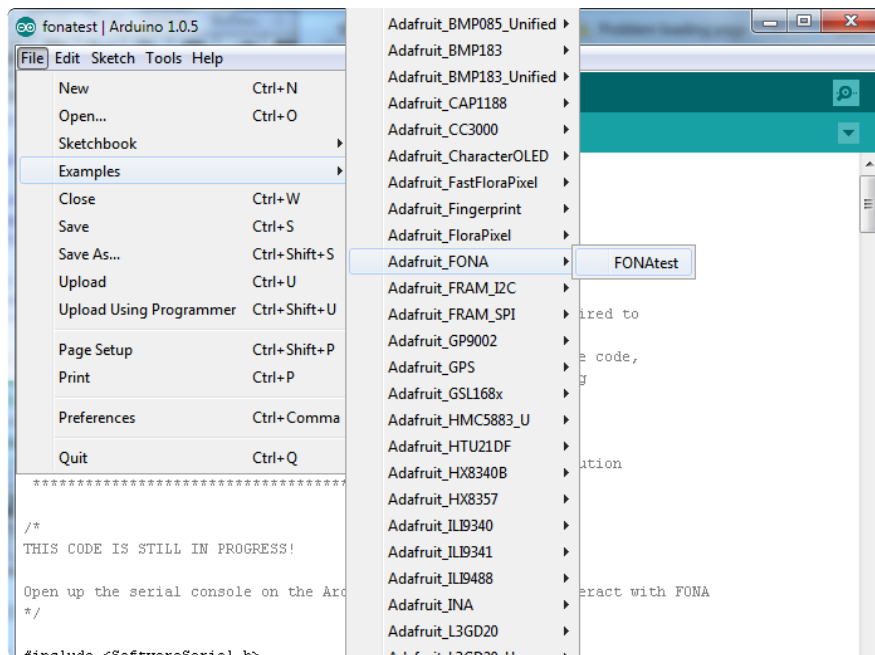 fonatest | Arduino 1.0.5
File Edit Sketch Tools Help
New Ctrl+N
Open... Ctrl+O
Sketchbook
Examples
Close Ctrl+W
Save Ctrl+S
Save As... Ctrl+Shift+S
Upload Ctrl+U
Upload Using Programmer Ctrl+Shift+U
Page Setup Ctrl+Shift+P
Print Ctrl+P
Preferences Ctrl+Comma
Quit Ctrl+Q
Adafruit_BMP085_Unified
Adafruit_BMP183
Adafruit_BMP183_Unified
Adafruit_CAP1188
Adafruit_CC3000
Adafruit_CharacterOLED
Adafruit_FastFloraPixel
Adafruit_Fingerprint
Adafruit_FloraPixel
Adafruit_FONA
Adafruit_FRAM_I2C
Adafruit_FRAM_SPI
Adafruit_GP9002
Adafruit_GPS
Adafruit_GSL168x
Adafruit_HMC5883_U
Adafruit_HTU21DF
Adafruit_HX8340B
Adafruit_HX8357
Adafruit_ILI9340
Adafruit_ILI9341
Adafruit_ILI9488
Adafruit_INA
Adafruit_L3GD20
FONAtest
ired to
e code,
g
ution
************************************
/*
THIS CODE IS STILL IN PROGRESS!
Open up the serial console on the Ard
eract with FONA
*/
#include <SoftwareSerial.h>